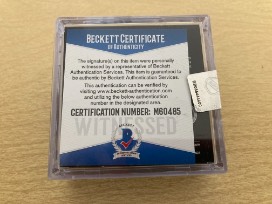 BECKETT CERTIFICATE
OF AUTHENTICITY
The signature(s) on this item were personally
witnessed by a representative of Beckett
Authentication Services. This item is guaranteed to
be authentic by Beckett Authentication Services.
This authentication can be verified by
visiting www.beckett-authentication.com
and utilizing the below certification
number in the designated area.
CERTIFICATION NUMBER: M60485
WITNESSED